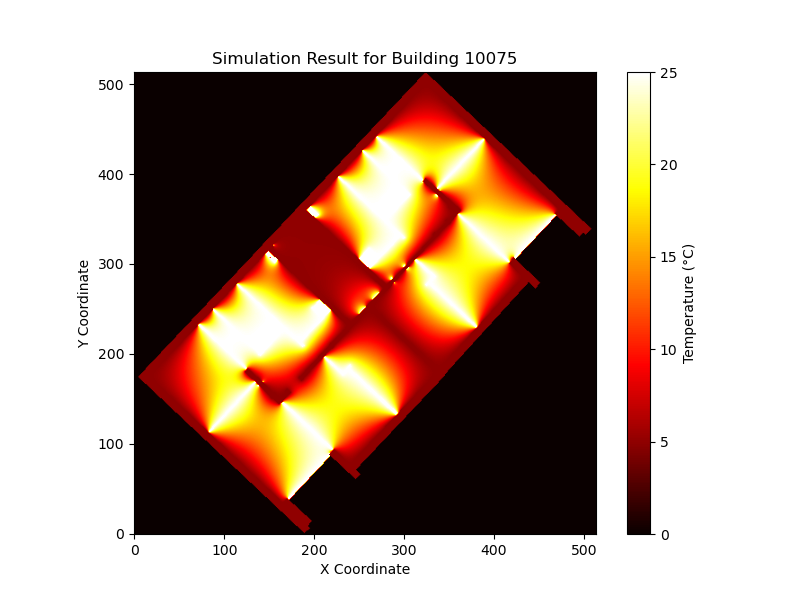 Simulation Result for Building 10075
500
400
300
200
100
0
0 100 200 300 400 500
X Coordinate
Y Coordinate
25
20
15
10
5
0
Temperature (°C)